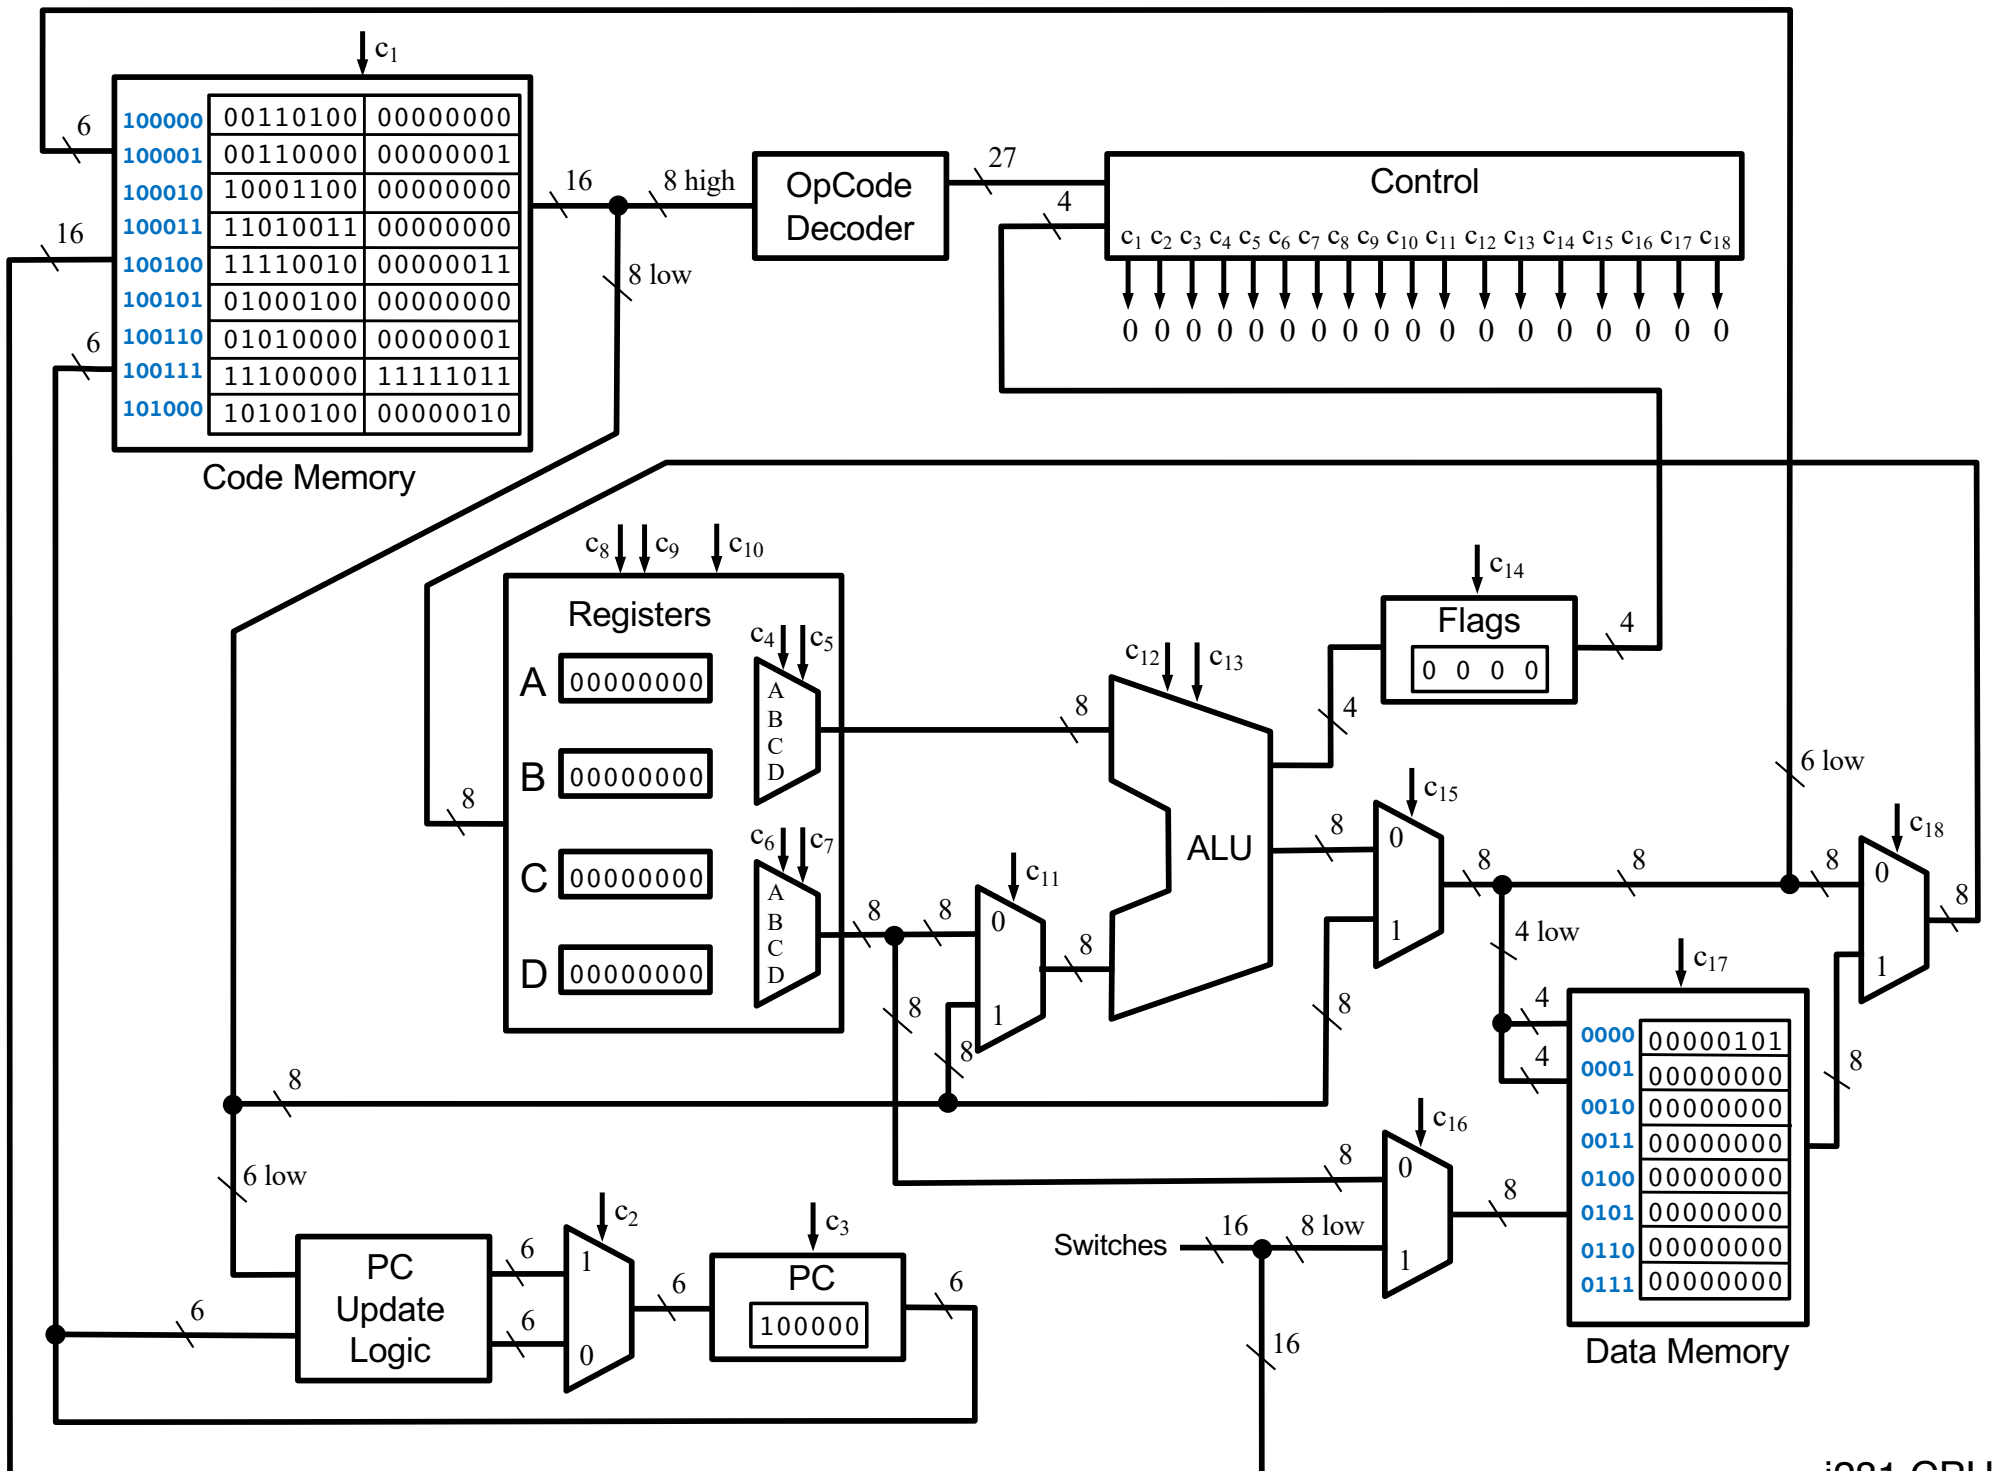 c1
100000 00110100 00000000
100001 00110000 00000001
100010 10001100 00000000
100011 11010011 00000000
100100 11110010 00000011
100101 01000100 00000000
100110 01010000 00000001
100111 11100000 11111011
101000 10100100 00000010
Code Memory
6
16
6
16
8 high
8 low
OpCode
Decoder
27
4
Control
c1 c2 c3 c4 c5 c6 c7 c8 c9 c10 c11 c12 c13 c14 c15 c16 c17 c18
0 0 0 0 0 0 0 0 0 0 0 0 0 0 0 0 0 0
c8 c9 c10
Registers
A 00000000
B 00000000
C 00000000
D 00000000
8
c4 c5
A
B
C
D
c6 c7
A
B
C
D
8
8
8
8
c11
0
1
8
8
c12 c13
ALU
c14
Flags
0 0 0 0
4
4
8
c15
0
1
8
8
8
6 low
8
c18
0
1
8
4 low
4
4
c17
0000 00000101
0001 00000000
0010 00000000
0011 00000000
0100 00000000
0101 00000000
0110 00000000
0111 00000000
Data Memory
8
8
6 low
PC
Update
Logic
6
6
6
c2
1
0
6
c3
PC
100000
6
Switches
16
8 low
16
8
c16
0
1
8